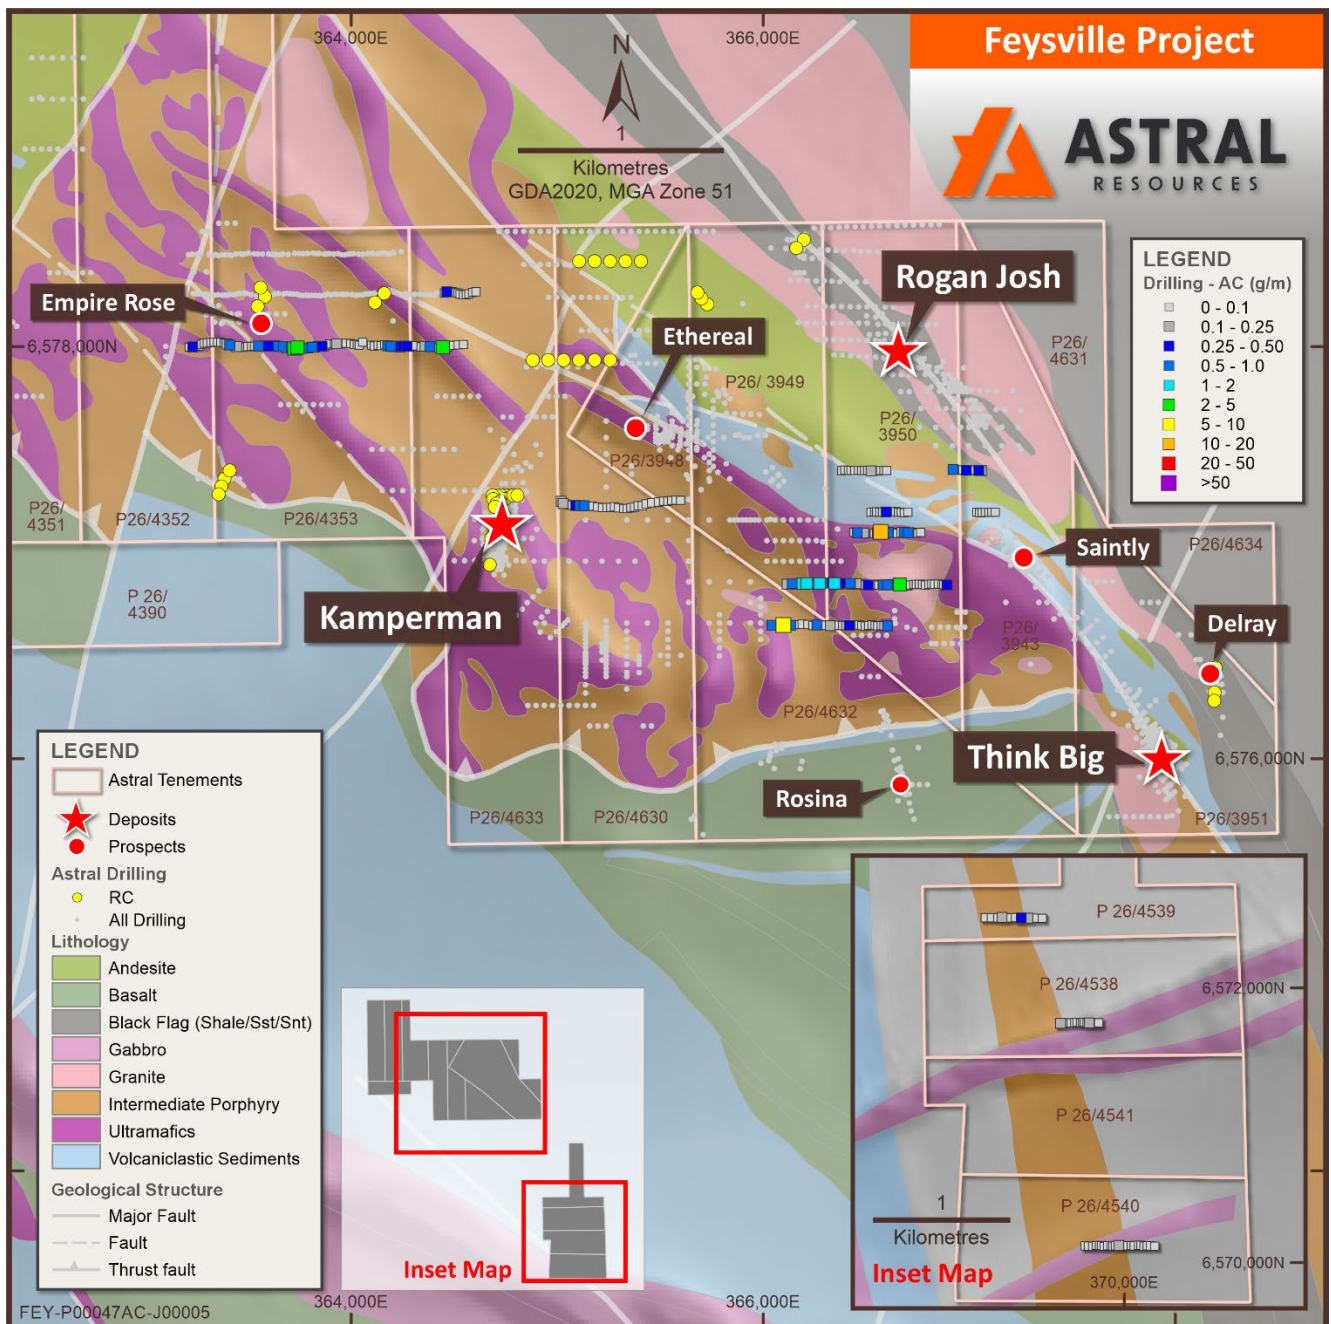 Feysville Project
ASTRAL
RESOURCES
364,000E
366,000E
N
1
Kilometres
GDA2020, MGA Zone 51
LEGEND
Drilling - AC (g/m)
0 - 0.1
0.1 - 0.25
0.25 - 0.50
0.5 - 1.0
1 - 2
2 - 5
5 - 10
10 - 20
20 - 50
>50
Rogan Josh
Empire Rose
Ethereal
6,578,000N
P26/
4631
P26/ 3949
P26/
3950
P26/3948
P26/
4351
P26/4352
P26/4353
Saintly
P26/4634
P 26/
4390
Kamperman
Delray
P26/
3943
P26/4632
Think Big
6,576,000N
Rosina
P26/4633
P26/4630
P26/3951
LEGEND
Astral Tenements
Deposits
Prospects
Astral Drilling
RC
All Drilling
Lithology
Andesite
Basalt
Black Flag (Shale/Sst/Snt)
Gabbro
Granite
Intermediate Porphyry
Ultramafics
Volcaniclastic Sediments
Geological Structure
Major Fault
Fault
Thrust fault
FEY-P00047AC-J00005
Inset Map
364,000E
366,000E
P 26/4539
P 26/4538
6,572,000N
P 26/4541
P 26/4540
1
Kilometres
Inset Map
370,000E
6,570,000N